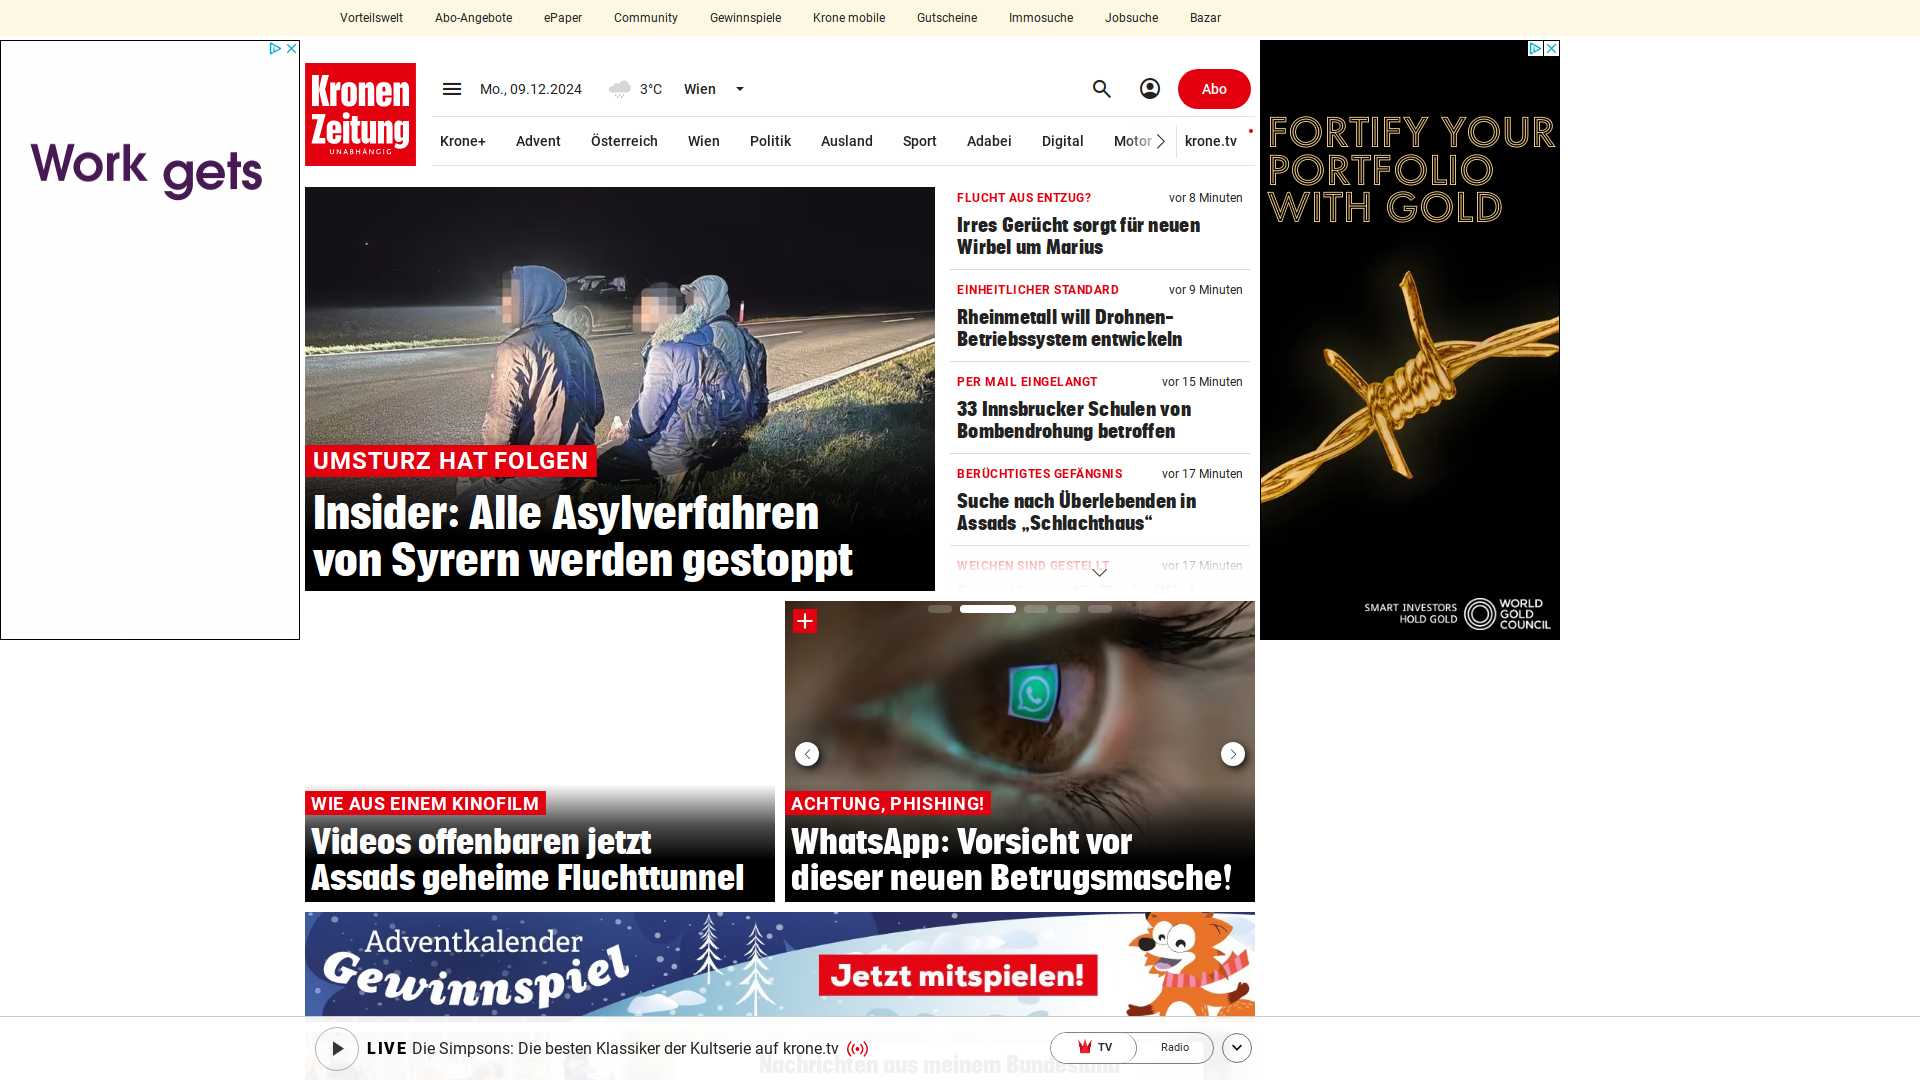 Vorteilswelt
Abo-Angebote
ePaper
Community
Gewinnspiele
Krone mobile
Gutscheine
Immosuche
Jobsuche
Bazar
Work gets
Kronen
Zeitung
UNABHÄNGIG
Mo., 09.12.2024
3°C
Wien
Abo
Krone+
Advent
Österreich
Wien
Politik
Ausland
Sport
Adabei
Digital
Motor
krone.tv
UMSTURZ HAT FOLGEN
Insider: Alle Asylverfahren
von Syrern werden gestoppt
FLUCHT AUS ENTZUG?
vor 8 Minuten
Irres Gerücht sorgt für neuen
Wirbel um Marius
EINHEITLICHER STANDARD
vor 9 Minuten
Rheinmetall will Drohnen-
Betriebssystem entwickeln
PER MAIL EINGELANGT
vor 15 Minuten
33 Innsbrucker Schulen von
Bombendrohung betroffen
BERÜCHTIGTES GEFÄNGNIS
vor 17 Minuten
Suche nach Überlebenden in
Assads „Schlachthaus“
WEICHEN SIND GESTELLT
vor 17 Minuten
FORTIFY YOUR
PORTFOLIO
WITH GOLD
SMART INVESTORS
HOLD GOLD
WORLD
GOLD
COUNCIL
WIE AUS EINEM KINOFILM
Videos offenbaren jetzt
Assads geheime Fluchttunnel
ACHTUNG, PHISHING!
WhatsApp: Vorsicht vor
dieser neuen Betrugsmasche!
Adventkalender
Gewinnspiel
Jetzt mitspielen!
LIVE Die Simpsons: Die besten Klassiker der Kultserie auf krone.tv
TV
Radio
Nachrichten aus meinem Bundesland